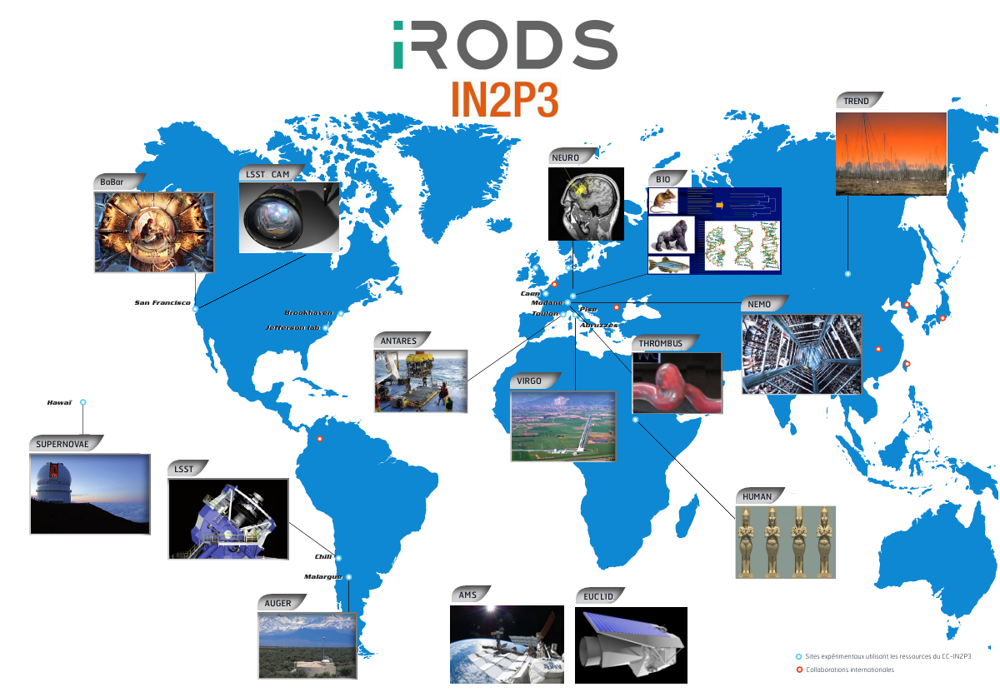 iRODS
IN2P3
TREND
NEURO
LSST CAM
BIO
BaBar
Caen
San Francisco
Modane
NEMO
Pise
Brookhaven
Toulon
Abruzzes
Jefferson lab
ANTARES
THROMBUS
VIRGO
Hawaï
SUPERNOVAE
LSST
HUMAN
Chili
Malargue
AMS
EUCLID
AUGER
Sites expérimentaux utilisant les ressources du CC-IN2P3
Collaborations internationales